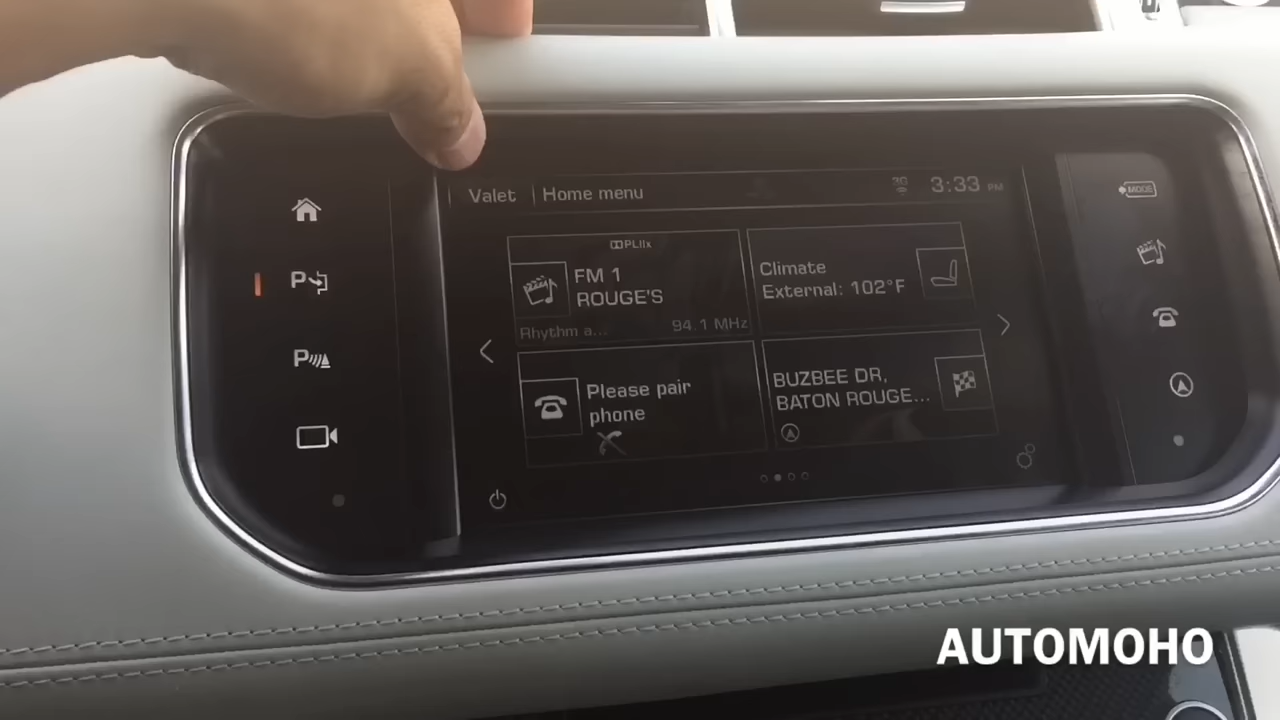 Valet
Home menu
3G
3:33 PM
MODE
PLIIx
FM 1
ROUGE'S
Rhythm a...
94.1 MHz
Climate
External: 102°F
P
P
Please pair
phone
BUZBEE DR,
BATON ROUGE...
AUTOMOHO